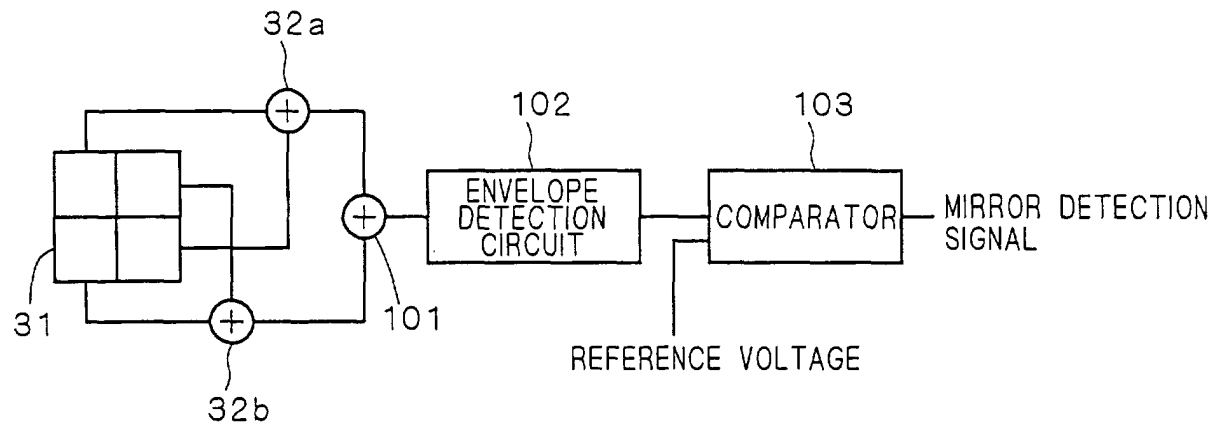 32a
102
103
+
+
ENVELOPE
DETECTION
CIRCUIT
COMPARATOR
MIRROR DETECTION
SIGNAL
31
+
101
32b
REFERENCE VOLTAGE